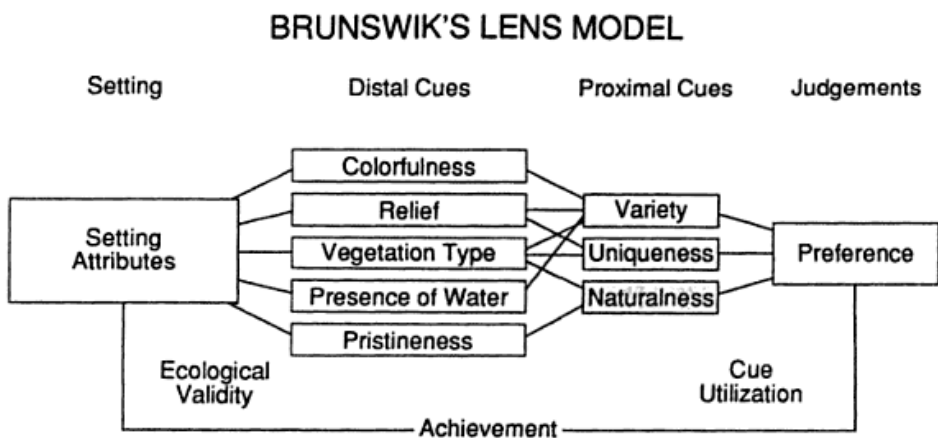 BRUNSWIK'S LENS MODEL
Setting
Distal Cues
Proximal Cues
Judgements
Setting
Attributes
Colorfulness
Relief
Vegetation Type
Presence of Water
Pristineness
Variety
Uniqueness
Naturalness
Preference
Ecological
Validity
Cue
Utilization
Achievement